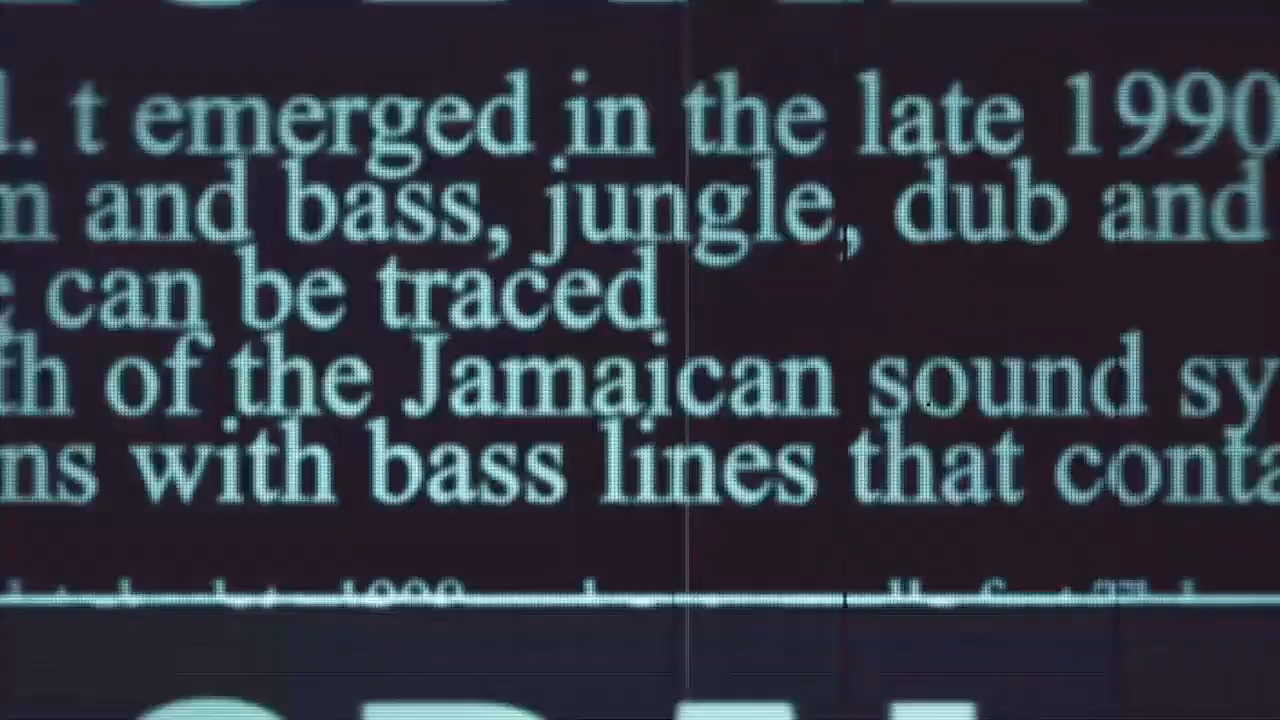 . t emerged in the late 1990
and bass, jungle, dub and
can be traced
of the Jamaican sound sy
ns with bass lines that conta